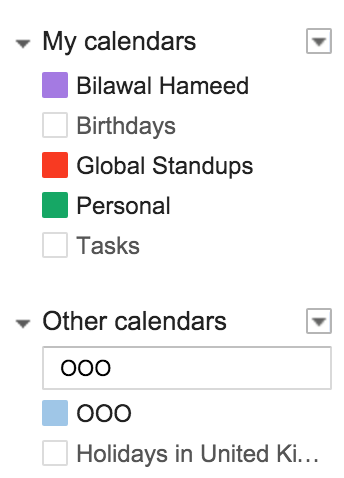 My calendars
Bilawal Hameed
Birthdays
Global Standups
Personal
Tasks
Other calendars
OOO
OOO
Holidays in United Ki...